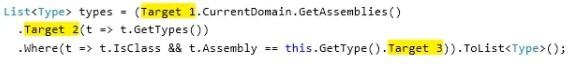 List<Type> types = (Target 1.CurrentDomain.GetAssemblies()
.Target 2(t => t.GetTypes())
.Where(t => t.IsClass && t.Assembly == this.GetType().Target 3)).ToList<Type>();